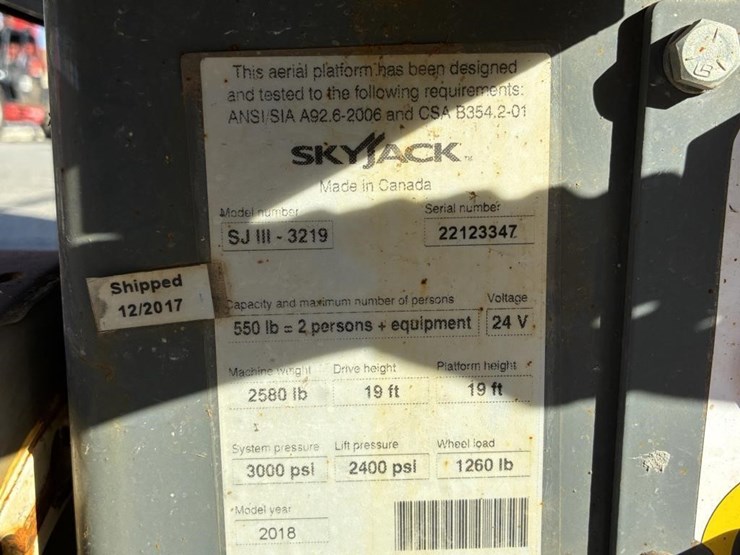 This aerial platform has been designed
and tested to the following requirements:
ANSI/SIA A92.6-2006 and CSA B354.2-01
SKYJACK
Made in Canada
Model number
Serial number
SJ III - 3219
22123347
Shipped
12/2017
Capacity and maximum number of persons
Voltage
550 lb = 2 persons + equipment
24 V
Machine weight
Drive height
Platform height
2580 lb
19 ft
19 ft
System pressure
Lift pressure
Wheel load
3000 psi
2400 psi
1260 lb
Model year
2018